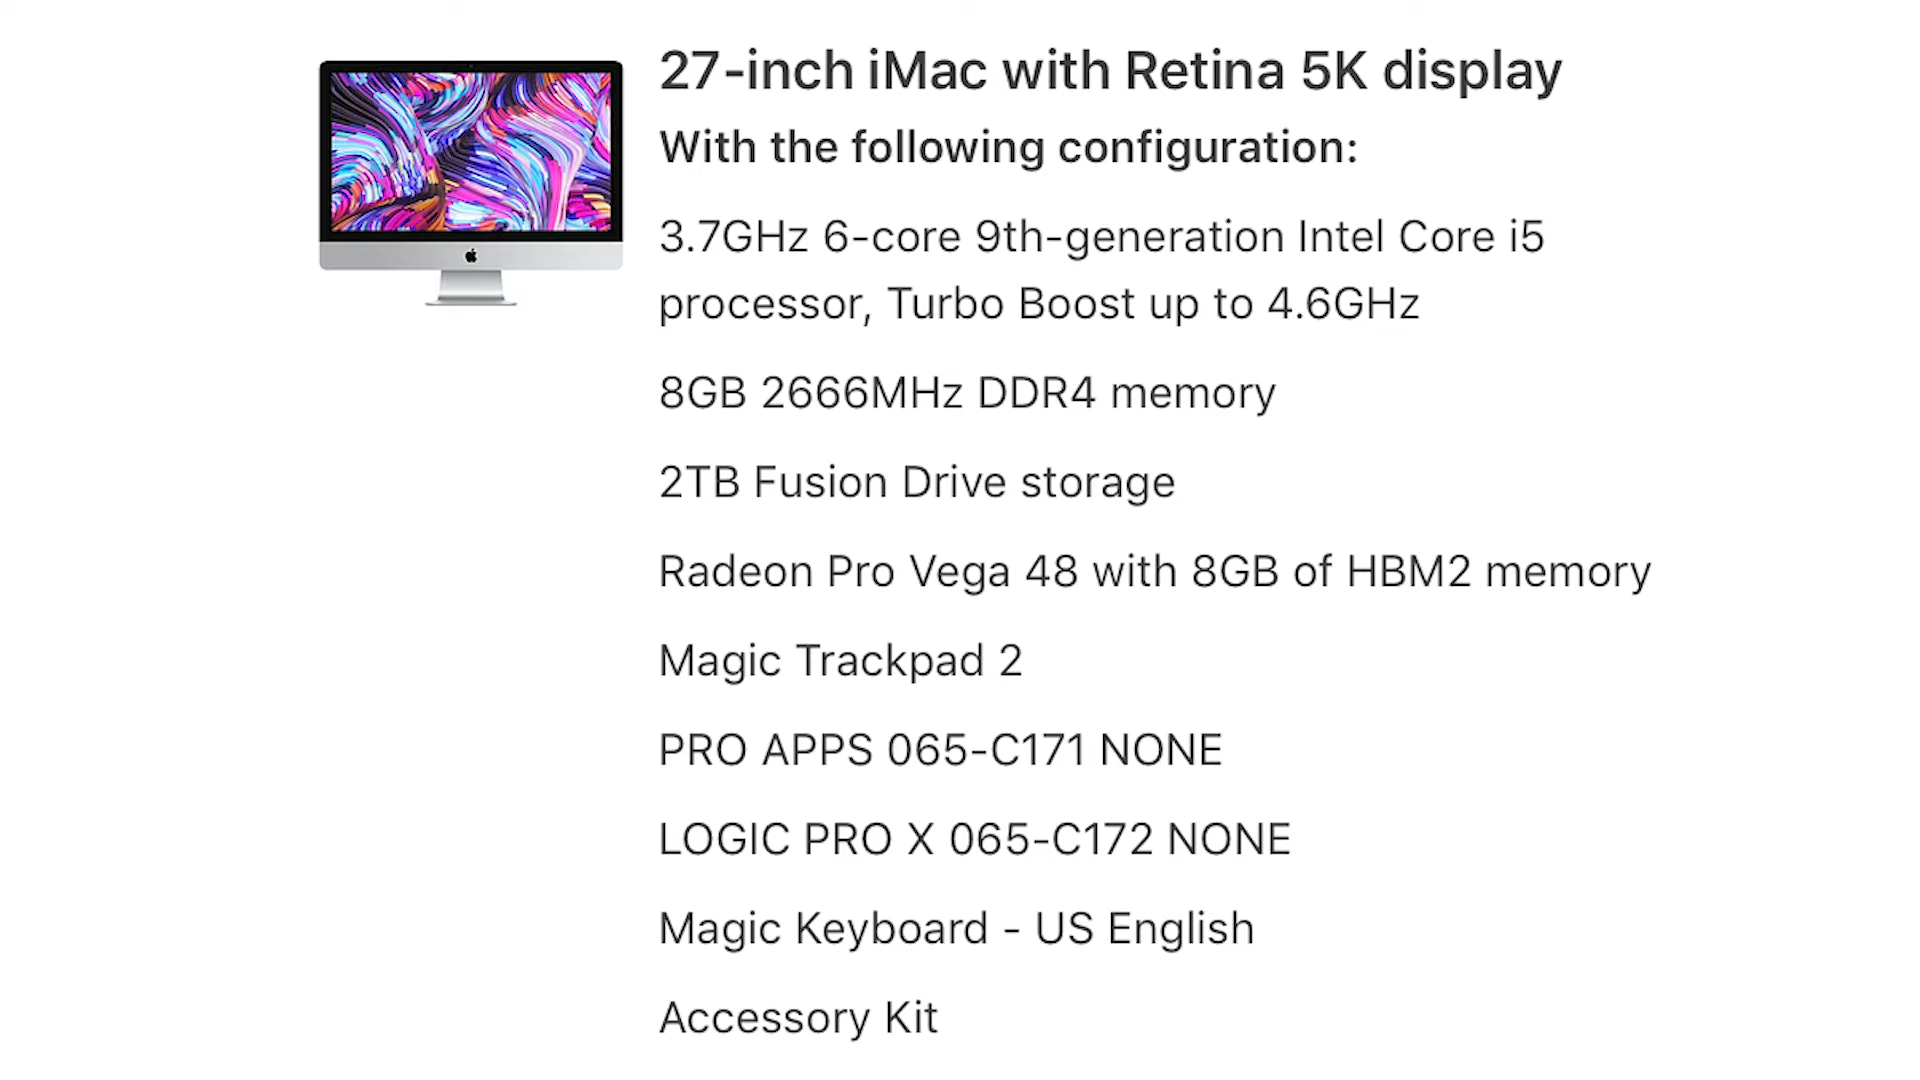 27-inch iMac with Retina 5K display
With the following configuration:
3.7GHz 6-core 9th-generation Intel Core i5
processor, Turbo Boost up to 4.6GHz
8GB 2666MHz DDR4 memory
2TB Fusion Drive storage
Radeon Pro Vega 48 with 8GB of HBM2 memory
Magic Trackpad 2
PRO APPS 065-C171 NONE
LOGIC PRO X 065-C172 NONE
Magic Keyboard - US English
Accessory Kit